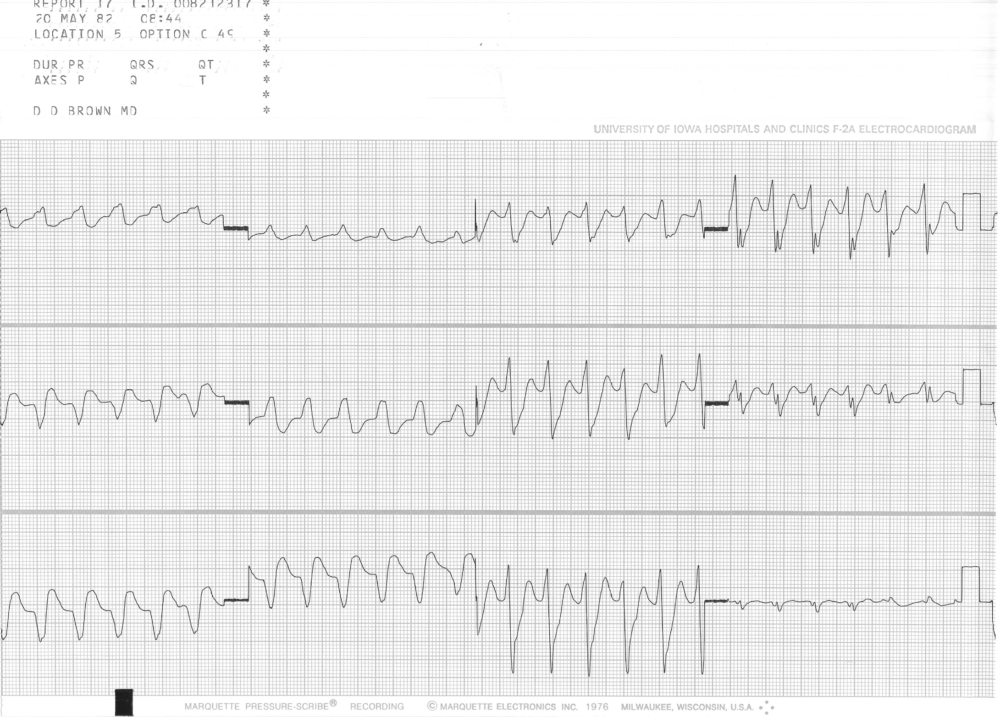 REPORT 17 I.D. 008212317 *
20 MAY 82 08:44 *
LOCATION 5 OPTION C 49 *
*
DUR PR QRS QT *
AXES P Q T *
*
D D BROWN MD *
UNIVERSITY OF IOWA HOSPITALS AND CLINICS F-2A ELECTROCARDIOGRAM
MARQUETTE PRESSURE-SCRIBE® RECORDING © MARQUETTE ELECTRONICS INC. 1976 MILWAUKEE, WISCONSIN, U.S.A.